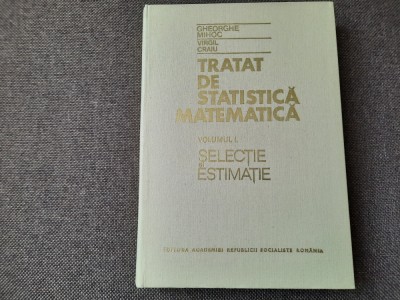 GHEORGHE
MIHOC
VIRGIL
CRAIU
TRATAT
DE
STATISTICĂ
MATEMATICĂ
VOLUMUL I.
SELECȚIE
ȘI
ESTIMAȚIE
EDITURA ACADEMIEI REPUBLICII SOCIALISTE ROMÂNIA